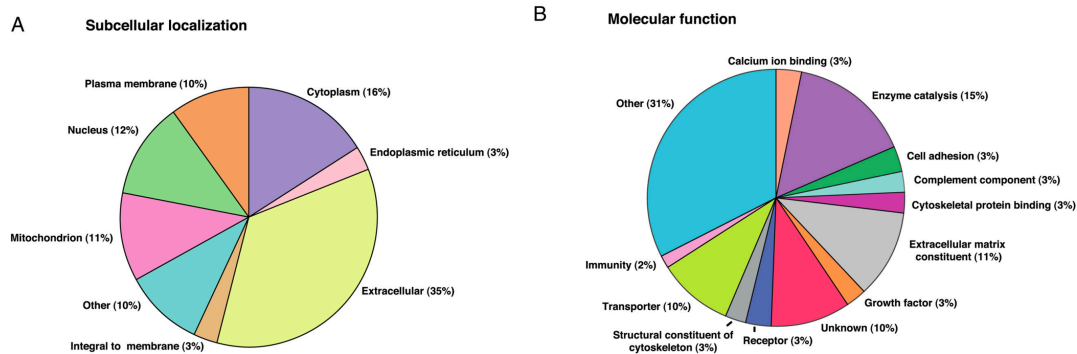 A
Subcellular localization
Plasma membrane (10%)
Cytoplasm (16%)
Nucleus (12%)
Endoplasmic reticulum (3%)
Mitochondrion (11%)
Extracellular (35%)
Other (10%)
Integral to membrane (3%)
B
Molecular function
Calcium ion binding (3%)
Other (31%)
Enzyme catalysis (15%)
Cell adhesion (3%)
Complement component (3%)
Cytoskeletal protein binding (3%)
Extracellular matrix
constituent (11%)
Immunity (2%)
Growth factor (3%)
Transporter (10%)
Unknown (10%)
Structural constituent of
cytoskeleton (3%)
Receptor (3%)